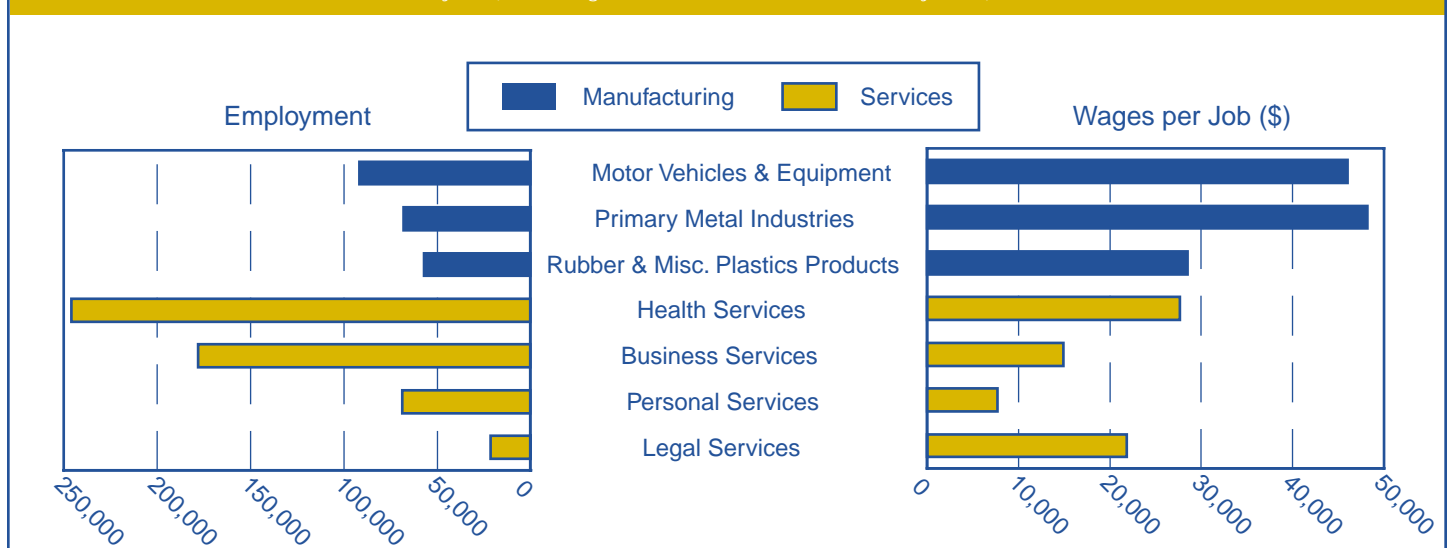 Manufacturing Services
Employment
Wages per Job ($)
Motor Vehicles & Equipment
Primary Metal Industries
Rubber & Misc. Plastics Products
Health Services
Business Services
Personal Services
Legal Services
250,000 200,000 150,000 100,000 50,000 0
0 10,000 20,000 30,000 40,000 50,000